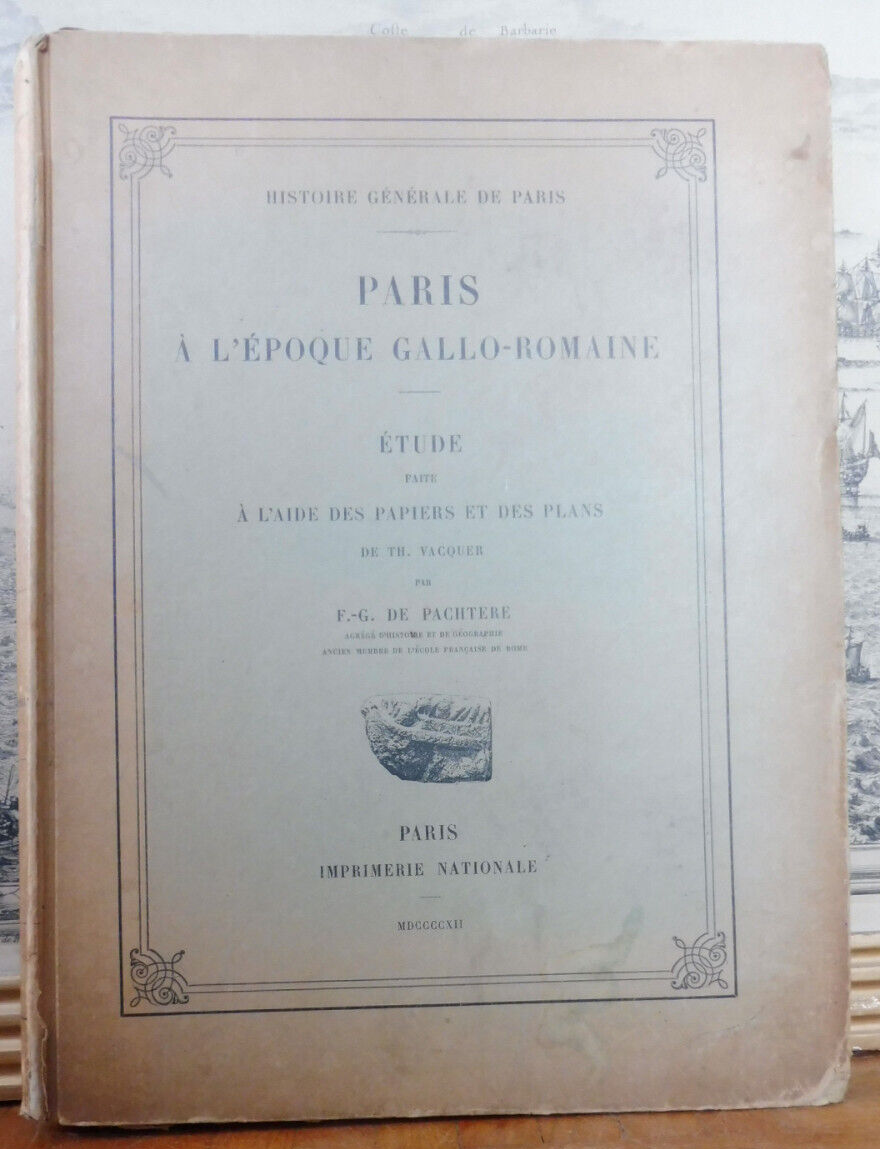 Coste de Barbarie
HISTOIRE GÉNÉRALE DE PARIS
PARIS
À L'ÉPOQUE GALLO-ROMAINE
ÉTUDE
FAITE
À L'AIDE DES PAPIERS ET DES PLANS
DE TH. VACQUER
PAR
F.-G. DE PACHTERE
AGRÉGÉ D'HISTOIRE ET DE GÉOGRAPHIE
ANCIEN MEMBRE DE L'ÉCOLE FRANÇAISE DE ROME
PARIS
IMPRIMERIE NATIONALE
MDCCCCXII